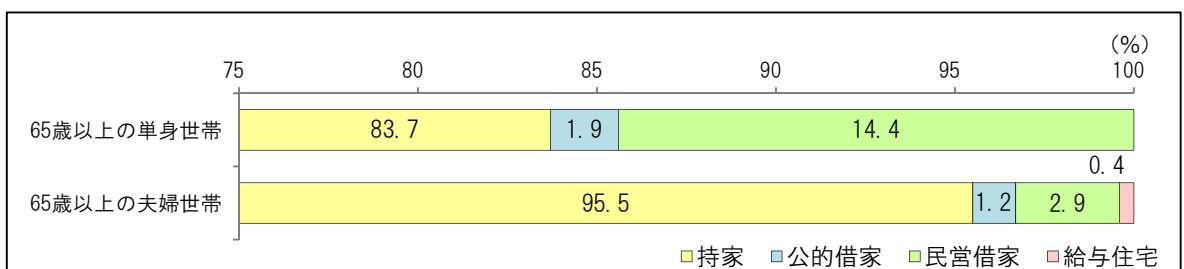 （%）
75 80 85 90 95 100
65歳以上の単身世帯 83.7 1.9 14.4
0.4
65歳以上の夫婦世帯 95.5 1.2 2.9
持家 公的借家 民営借家 給与住宅